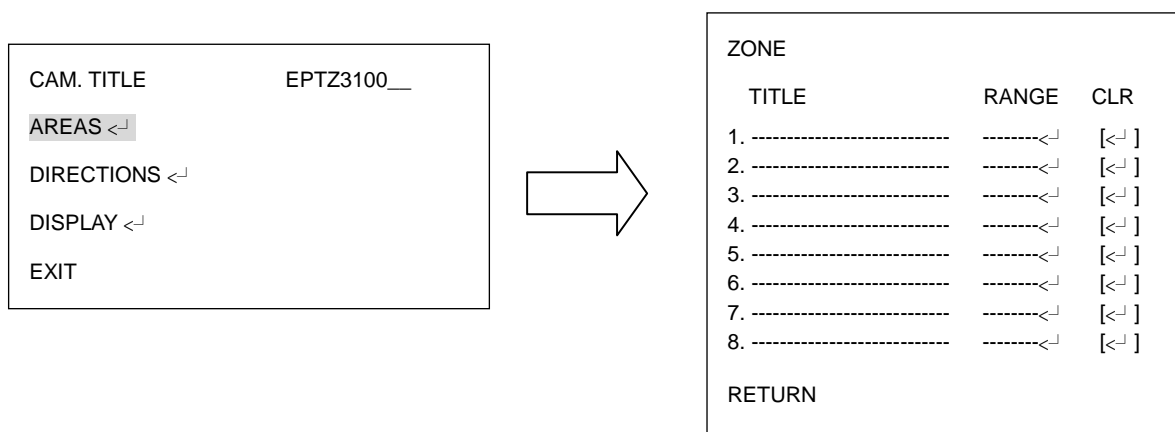 CAM. TITLE EPTZ3100__
AREAS <┘
DIRECTIONS <┘
DISPLAY <┘
EXIT
ZONE
TITLE RANGE CLR
1. ---------------------------- --------<┘ [<┘ ]
2. ---------------------------- --------<┘ [<┘ ]
3. ---------------------------- --------<┘ [<┘ ]
4. ---------------------------- --------<┘ [<┘ ]
5. ---------------------------- --------<┘ [<┘ ]
6. ---------------------------- --------<┘ [<┘ ]
7. ---------------------------- --------<┘ [<┘ ]
8. ---------------------------- --------<┘ [<┘ ]
RETURN